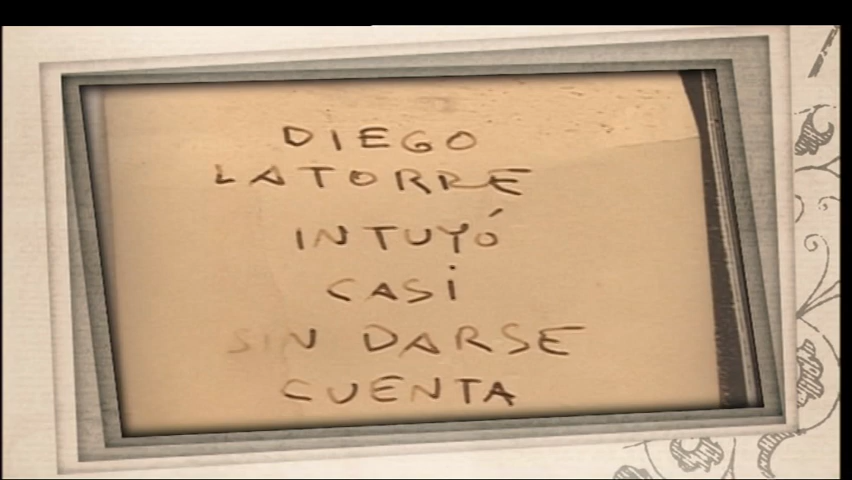 DIEGO
LATORRE
INTUYÓ
CASI
SIN DARSE
CUENTA